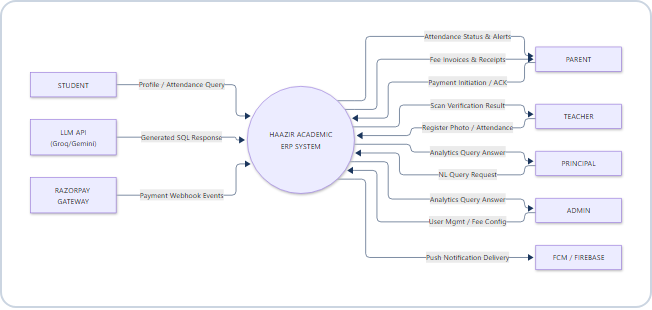 Attendance Status & Alerts
Fee Invoices & Receipts
PARENT
STUDENT
Profile / Attendance Query
Payment Initiation / ACK
Scan Verification Result
TEACHER
LLM API
(Groq/Gemini)
Generated SQL Response
HAAZIR ACADEMIC
ERP SYSTEM
Register Photo / Attendance
Analytics Query Answer
PRINCIPAL
NL Query Request
RAZORPAY
GATEWAY
Payment Webhook Events
Analytics Query Answer
ADMIN
User Mgmt / Fee Config
Push Notification Delivery
FCM / FIREBASE